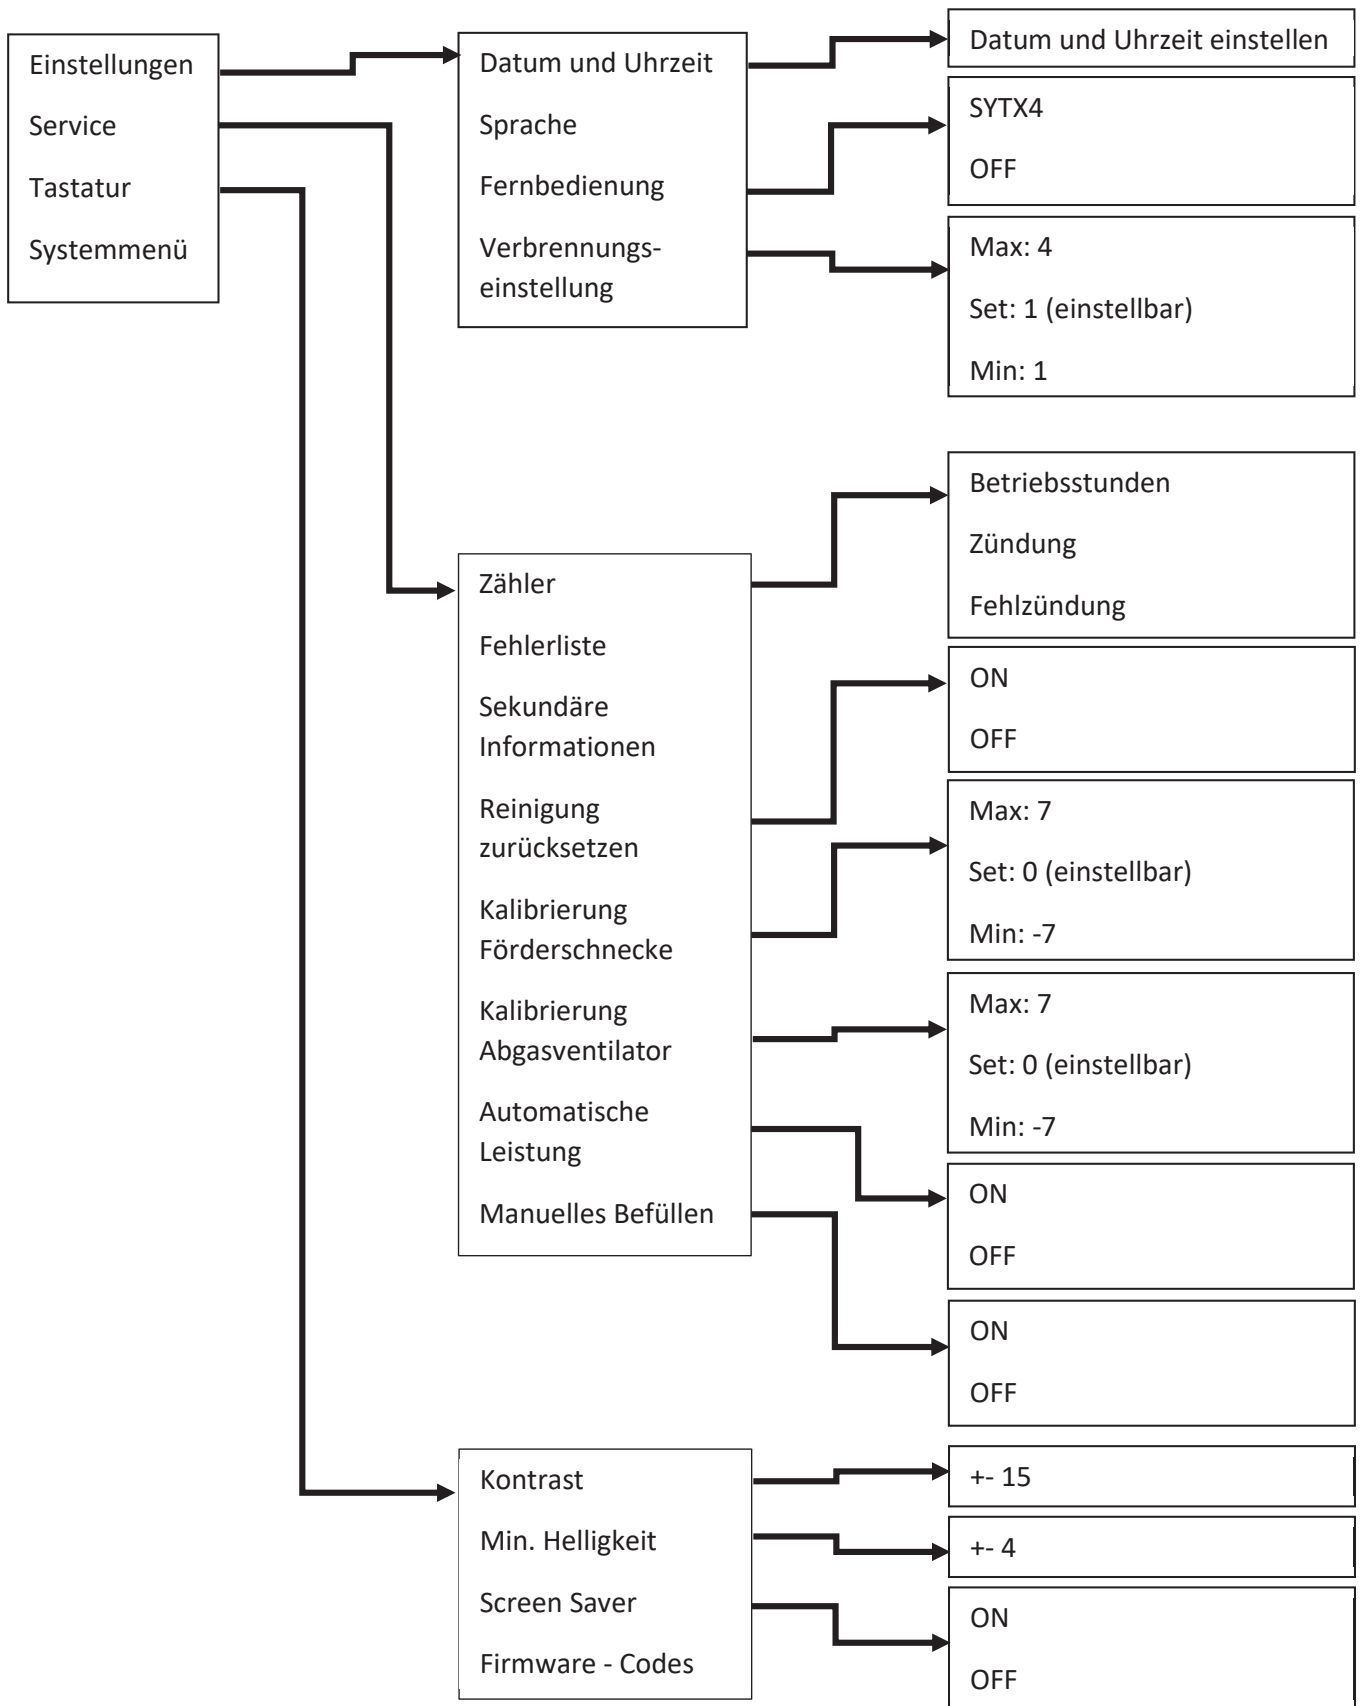 Einstellungen
Service
Tastatur
Systemmenü
Datum und Uhrzeit
Sprache
Fernbedienung
Verbrennungs-
einstellung
Datum und Uhrzeit einstellen
SYTX4
OFF
Max: 4
Set: 1 (einstellbar)
Min: 1
Zähler
Fehlerliste
Sekundäre
Informationen
Reinigung
zurücksetzen
Kalibrierung
Förderschnecke
Kalibrierung
Abgasventilator
Automatische
Leistung
Manuelles Befüllen
Betriebsstunden
Zündung
Fehlzündung
ON
OFF
Max: 7
Set: 0 (einstellbar)
Min: -7
Max: 7
Set: 0 (einstellbar)
Min: -7
ON
OFF
ON
OFF
Kontrast
Min. Helligkeit
Screen Saver
Firmware - Codes
+- 15
+- 4
ON
OFF